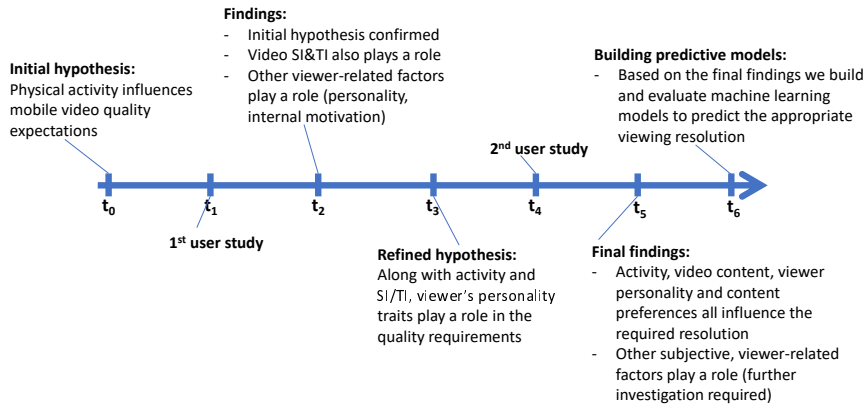 Findings:
- Initial hypothesis confirmed
- Video SI&TI also plays a role
- Other viewer-related factors
play a role (personality,
internal motivation)
Initial hypothesis:
Physical activity influences
mobile video quality
expectations
Building predictive models:
- Based on the final findings we build
and evaluate machine learning
models to predict the appropriate
viewing resolution
2nd user study
t0 t1 t2 t3 t4 t5 t6
1st user study
Refined hypothesis:
Along with activity and
SI/TI, viewer's personality
traits play a role in the
quality requirements
Final findings:
- Activity, video content, viewer
personality and content
preferences all influence the
required resolution
- Other subjective, viewer-related
factors play a role (further
investigation required)